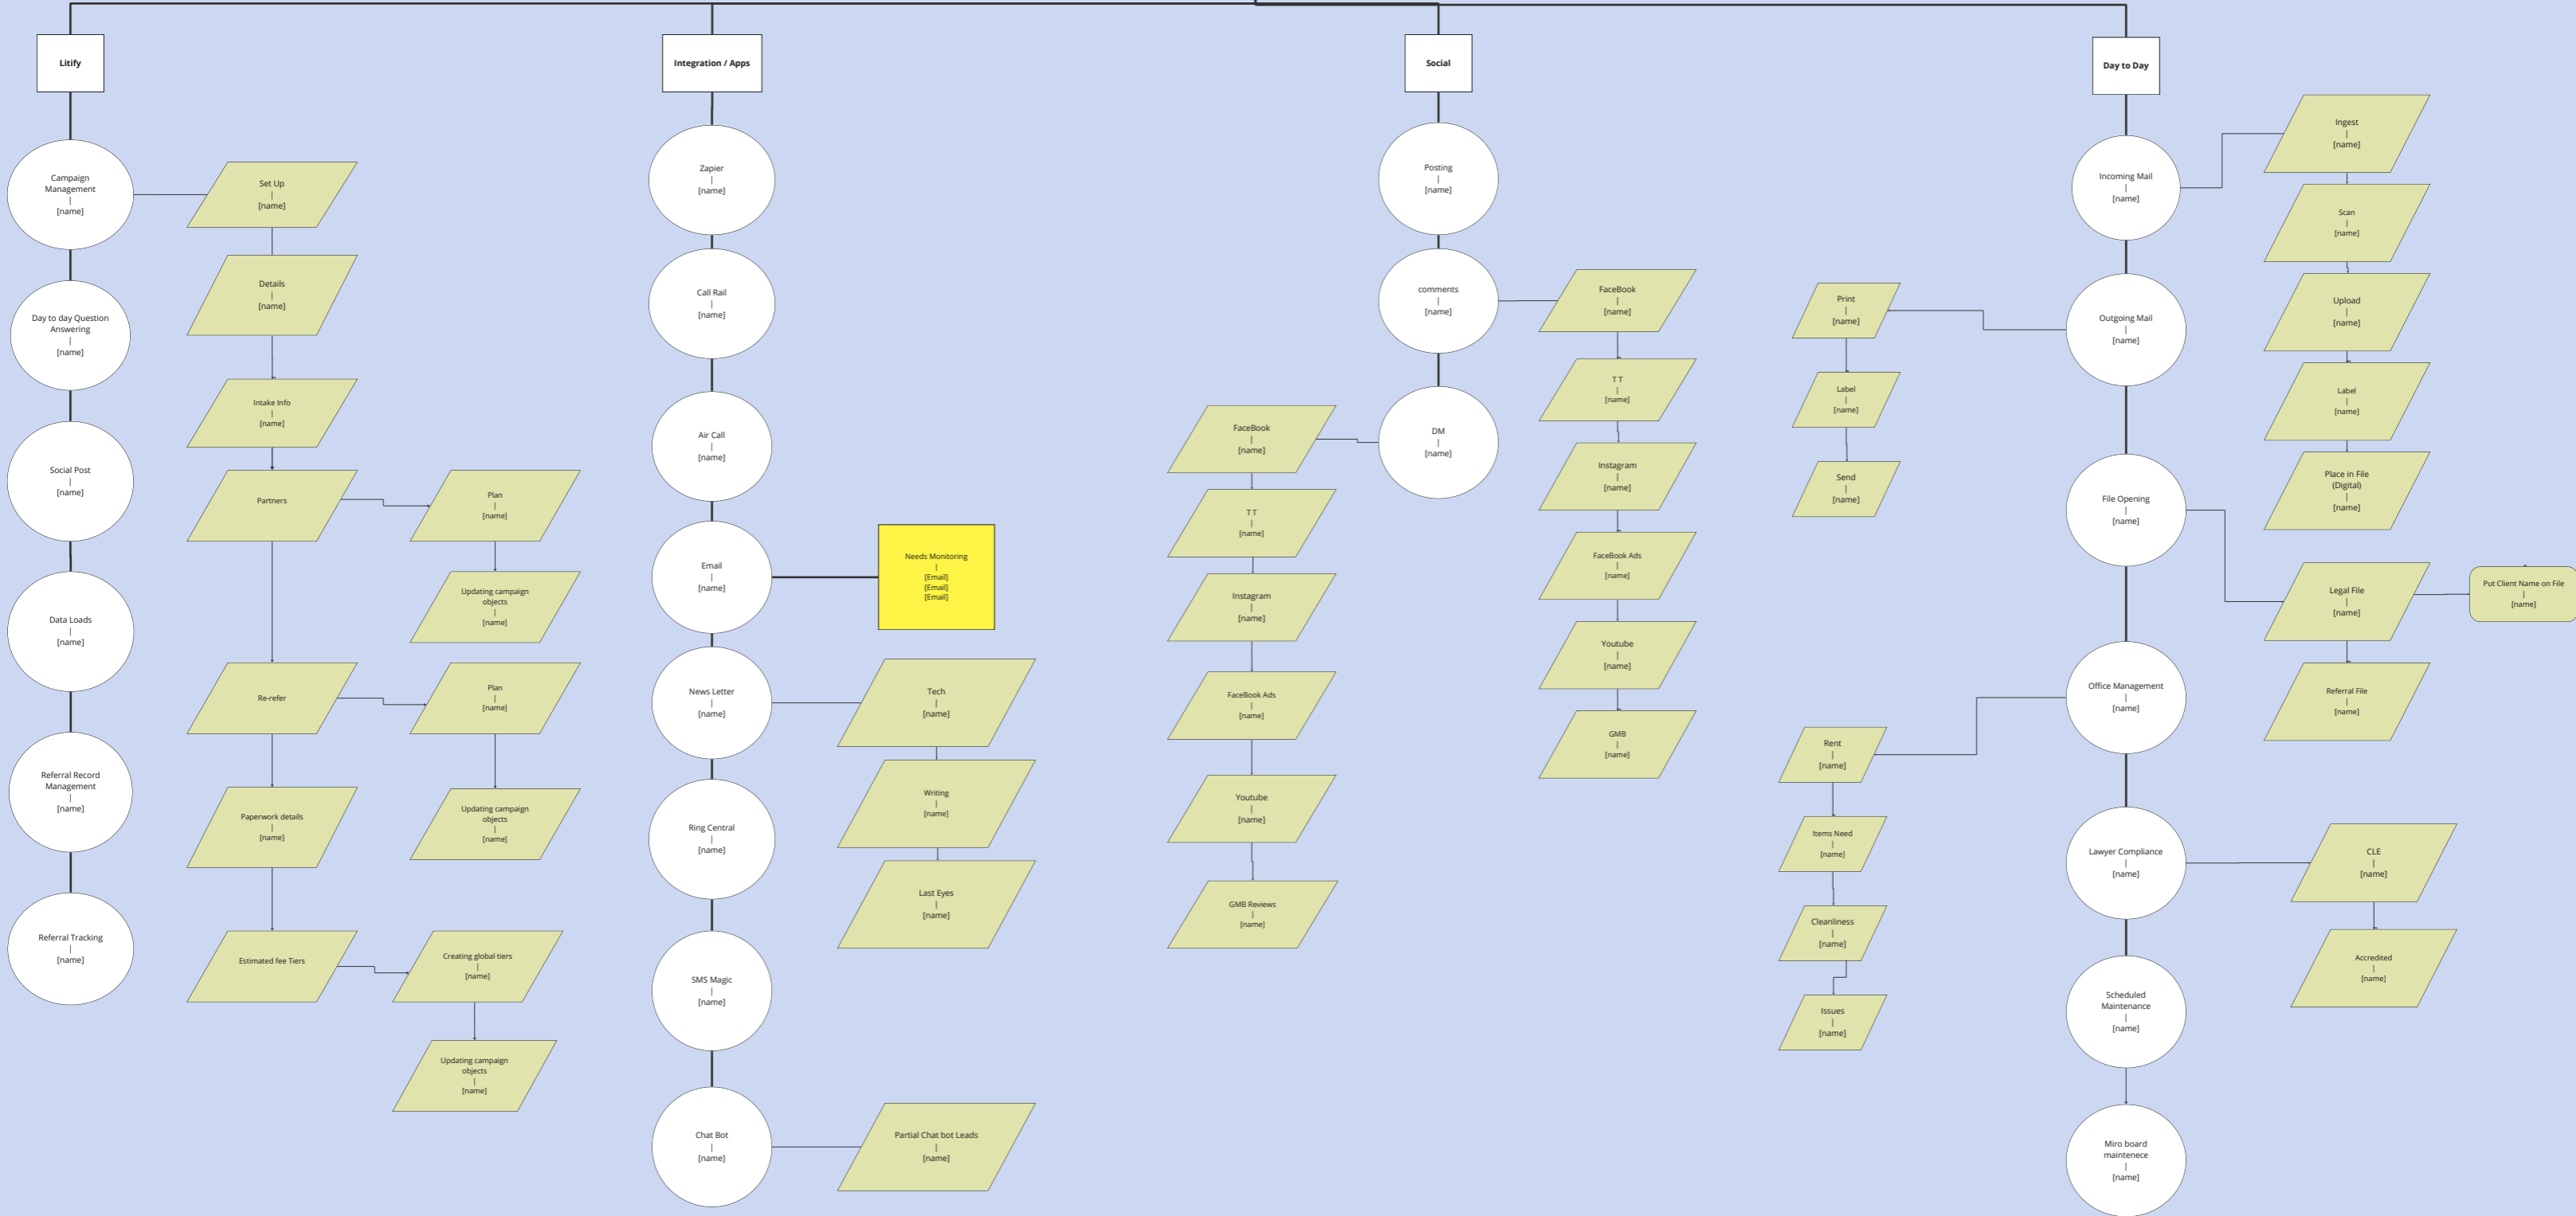 Litify
Campaign
Management
|
[name]
Day to day Question
Answering
|
[name]
Social Post
|
[name]
Data Loads
|
[name]
Referral Record
Management
|
[name]
Referral Tracking
|
[name]
Set Up
|
[name]
Details
|
[name]
Intake Info
|
[name]
Partners
Plan
|
[name]
Updating campaign
objects
|
[name]
Re-refer
Plan
|
[name]
Updating campaign
objects
|
[name]
Paperwork details
|
[name]
Estimated fee Tiers
Creating global tiers
|
[name]
Updating campaign
objects
|
[name]
Integration / Apps
Zapier
|
[name]
Call Rail
|
[name]
Air Call
|
[name]
Email
|
[name]
Needs Monitoring
|
[Email]
[Email]
[Email]
News Letter
|
[name]
Tech
|
[name]
Writing
|
[name]
Last Eyes
|
[name]
Ring Central
|
[name]
SMS Magic
|
[name]
Chat Bot
|
[name]
Partial Chat bot Leads
|
[name]
Social
Posting
|
[name]
comments
|
[name]
FaceBook
|
[name]
T T
|
[name]
Instagram
|
[name]
FaceBook Ads
|
[name]
Youtube
|
[name]
GMB
|
[name]
DM
|
[name]
FaceBook
|
[name]
T T
|
[name]
Instagram
|
[name]
FaceBook Ads
|
[name]
Youtube
|
[name]
GMB Reviews
|
[name]
Day to Day
Incoming Mail
|
[name]
Ingest
|
[name]
Scan
|
[name]
Upload
|
[name]
Label
|
[name]
Place in File
(Digital)
|
[name]
Outgoing Mail
|
[name]
Print
|
[name]
Label
|
[name]
Send
|
[name]
File Opening
|
[name]
Legal File
|
[name]
Put Client Name on File
|
[name]
Referral File
|
[name]
Office Management
|
[name]
Rent
|
[name]
Items Need
|
[name]
Cleanliness
|
[name]
Issues
|
[name]
Lawyer Compliance
|
[name]
CLE
|
[name]
Accredited
|
[name]
Scheduled
Maintenance
|
[name]
Miro board
maintenece
|
[name]